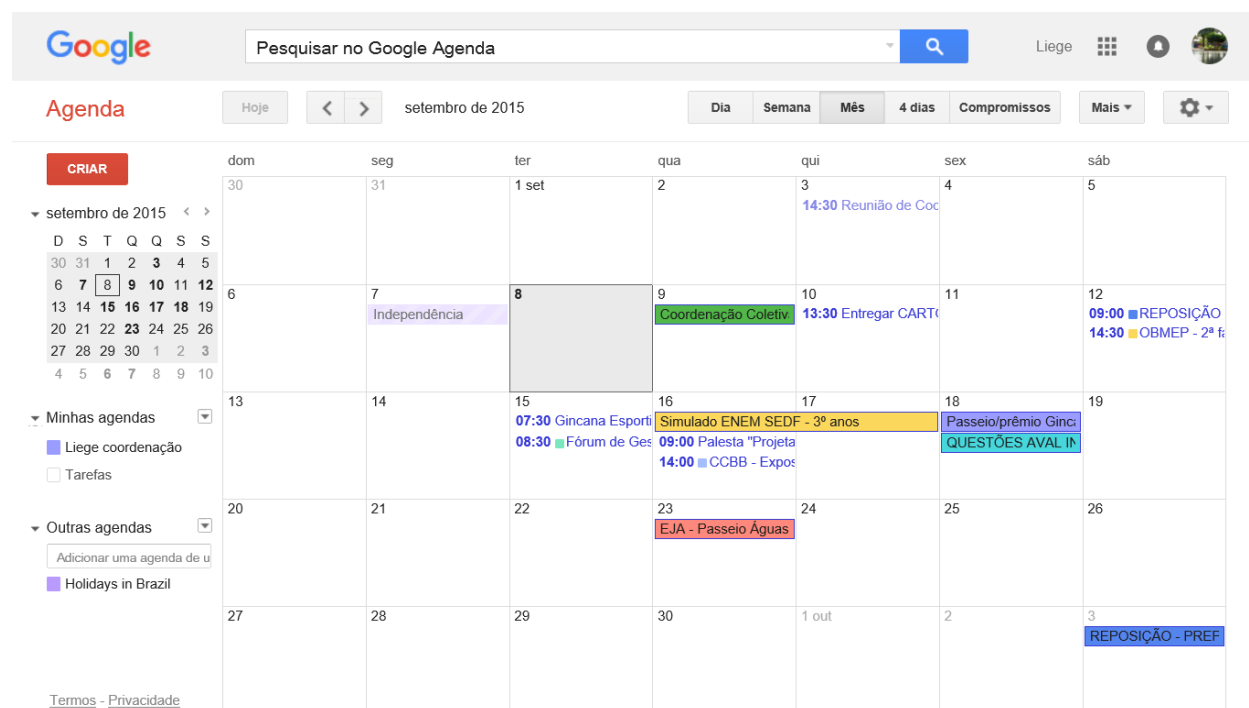 Google
Pesquisar no Google Agenda
Liege
Agenda
Hoje
setembro de 2015
Dia Semana Mês 4 dias Compromissos Mais
CRIAR
setembro de 2015
D S T Q Q S S
30 31 1 2 3 4 5
6 7 8 9 10 11 12
13 14 15 16 17 18 19
20 21 22 23 24 25 26
27 28 29 30 1 2 3
4 5 6 7 8 9 10
Minhas agendas
Liege coordenação
Tarefas
Outras agendas
Adicionar uma agenda de u
Holidays in Brazil
Termos - Privacidade
dom seg ter qua qui sex sáb
30 31 1 set 2 3 4 5
14:30 Reunião de Coo
6 7 8 9 10 11 12
Independência
Coordenação Coletiv
13:30 Entregar CART
09:00 REPOSIÇÃO
14:30 OBMEP - 2ª fa
13 14 15 16 17 18 19
07:30 Gincana Esporti
08:30 Fórum de Ges
Simulado ENEM SEDF - 3º anos
09:00 Palesta "Projeta
14:00 CCBB - Expos
Passeio/prêmio Ginca
QUESTÕES AVAL IN
20 21 22 23 24 25 26
EJA - Passeio Águas
27 28 29 30 1 out 2 3
REPOSIÇÃO - PREF